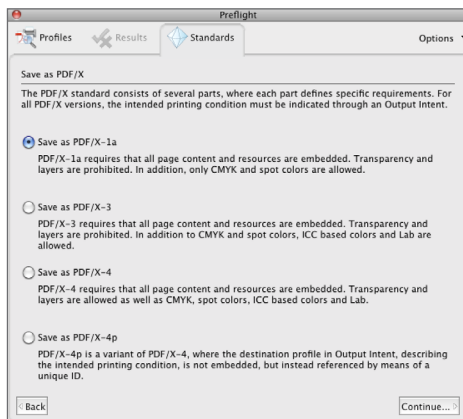 Preflight
Profiles Results Standards Options
Save as PDF/X
The PDF/X standard consists of several parts, where each part defines specific requirements. For
all PDF/X versions, the intended printing condition must be indicated through an Output Intent.
Save as PDF/X-1a
PDF/X-1a requires that all page content and resources are embedded. Transparency and
layers are prohibited. In addition, only CMYK and spot colors are allowed.
Save as PDF/X-3
PDF/X-3 requires that all page content and resources are embedded. Transparency and
layers are prohibited. In addition to CMYK and spot colors, ICC based colors and Lab are
allowed.
Save as PDF/X-4
PDF/X-4 requires that all page content and resources are embedded. Transparency and
layers are allowed as well as CMYK, spot colors, ICC based colors and Lab.
Save as PDF/X-4p
PDF/X-4p is a variant of PDF/X-4, where the destination profile in Output Intent, describing
the intended printing condition, is not embedded, but instead referenced by means of a
unique ID.
Back Continue...